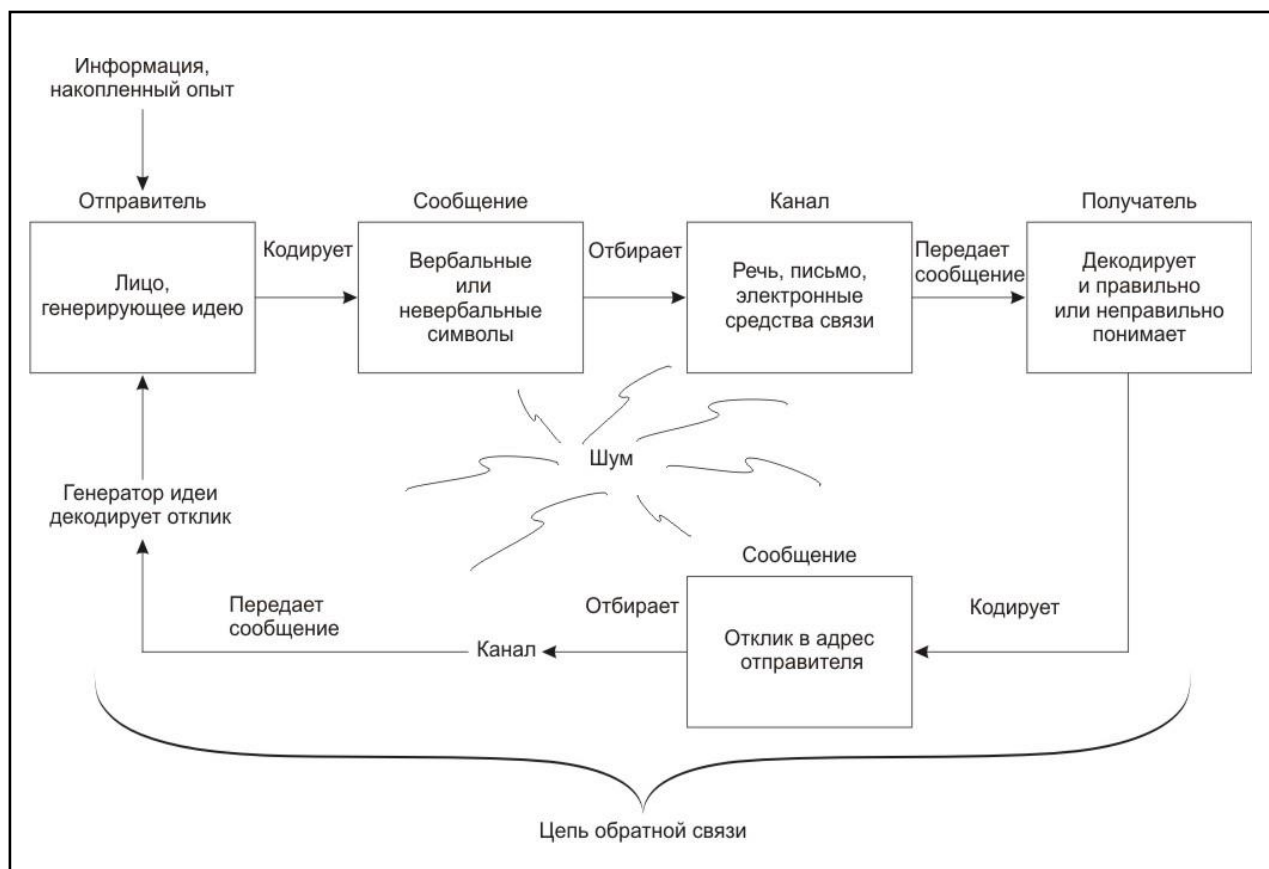 Информация,
накопленный опыт
Отправитель
Сообщение
Канал
Получатель
Лицо,
генерирующее идею
Кодирует
Вербальные
или
невербальные
символы
Отбирает
Речь, письмо,
электронные
средства связи
Передает
сообщение
Декодирует
и правильно
или неправильно
понимает
Шум
Генератор идеи
декодирует отклик
Сообщение
Передает
сообщение
Канал
Отбирает
Отклик в адрес
отправителя
Кодирует
Цепь обратной связи